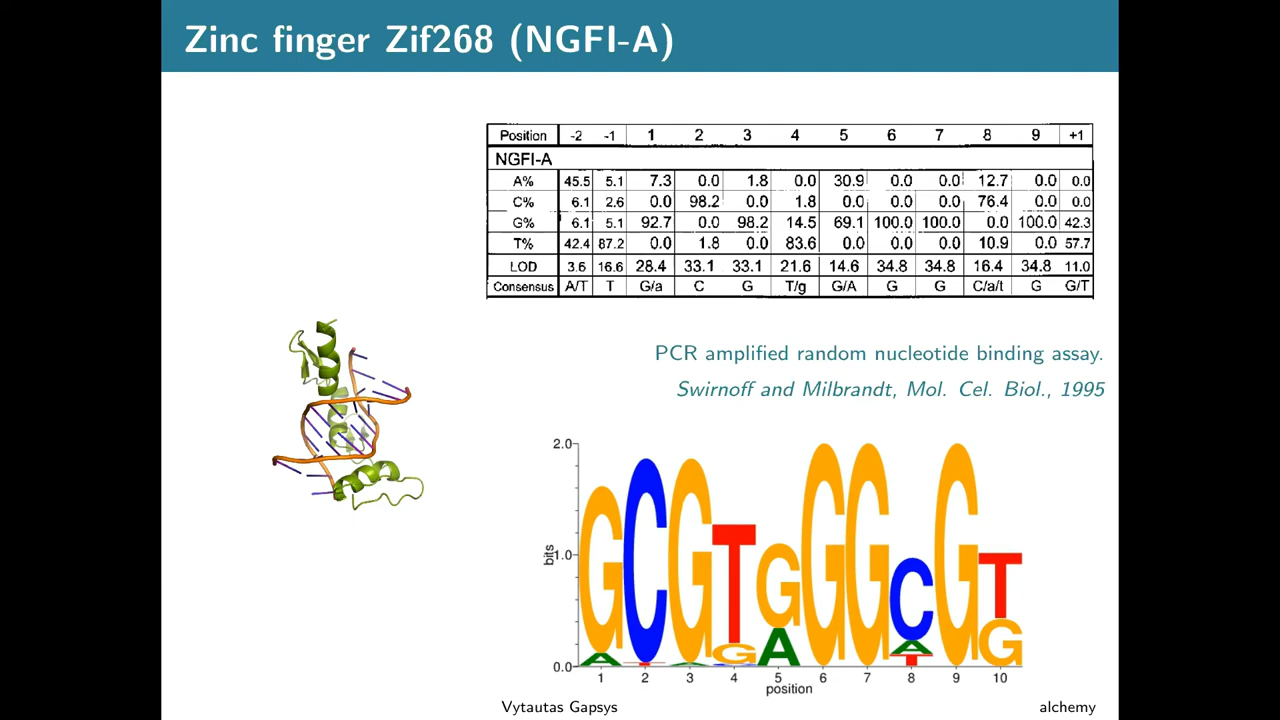 Zinc finger Zif268 (NGFI-A)
Position -2 -1 1 2 3 4 5 6 7 8 9 +1
NGFI-A
A% 45.5 5.1 7.3 0.0 1.8 0.0 30.9 0.0 0.0 12.7 0.0 0.0
C% 6.1 2.6 0.0 98.2 0.0 1.8 0.0 0.0 0.0 76.4 0.0 0.0
G% 6.1 5.1 92.7 0.0 98.2 14.5 69.1 100.0 100.0 0.0 100.0 42.3
T% 42.4 87.2 0.0 1.8 0.0 83.6 0.0 0.0 0.0 10.9 0.0 57.7
LOD 3.6 16.6 28.4 33.1 33.1 21.6 14.6 34.8 34.8 16.4 34.8 11.0
Consensus A/T T G/a C G T/g G/A G G C/a/t G G/T
PCR amplified random nucleotide binding assay.
Swirnoff and Milbrandt, Mol. Cel. Biol., 1995
2.0
1.0
0.0
bits
G C G T G G G C G T
A G A A G
T
1 2 3 4 5 6 7 8 9 10
position
Vytautas Gapsys alchemy